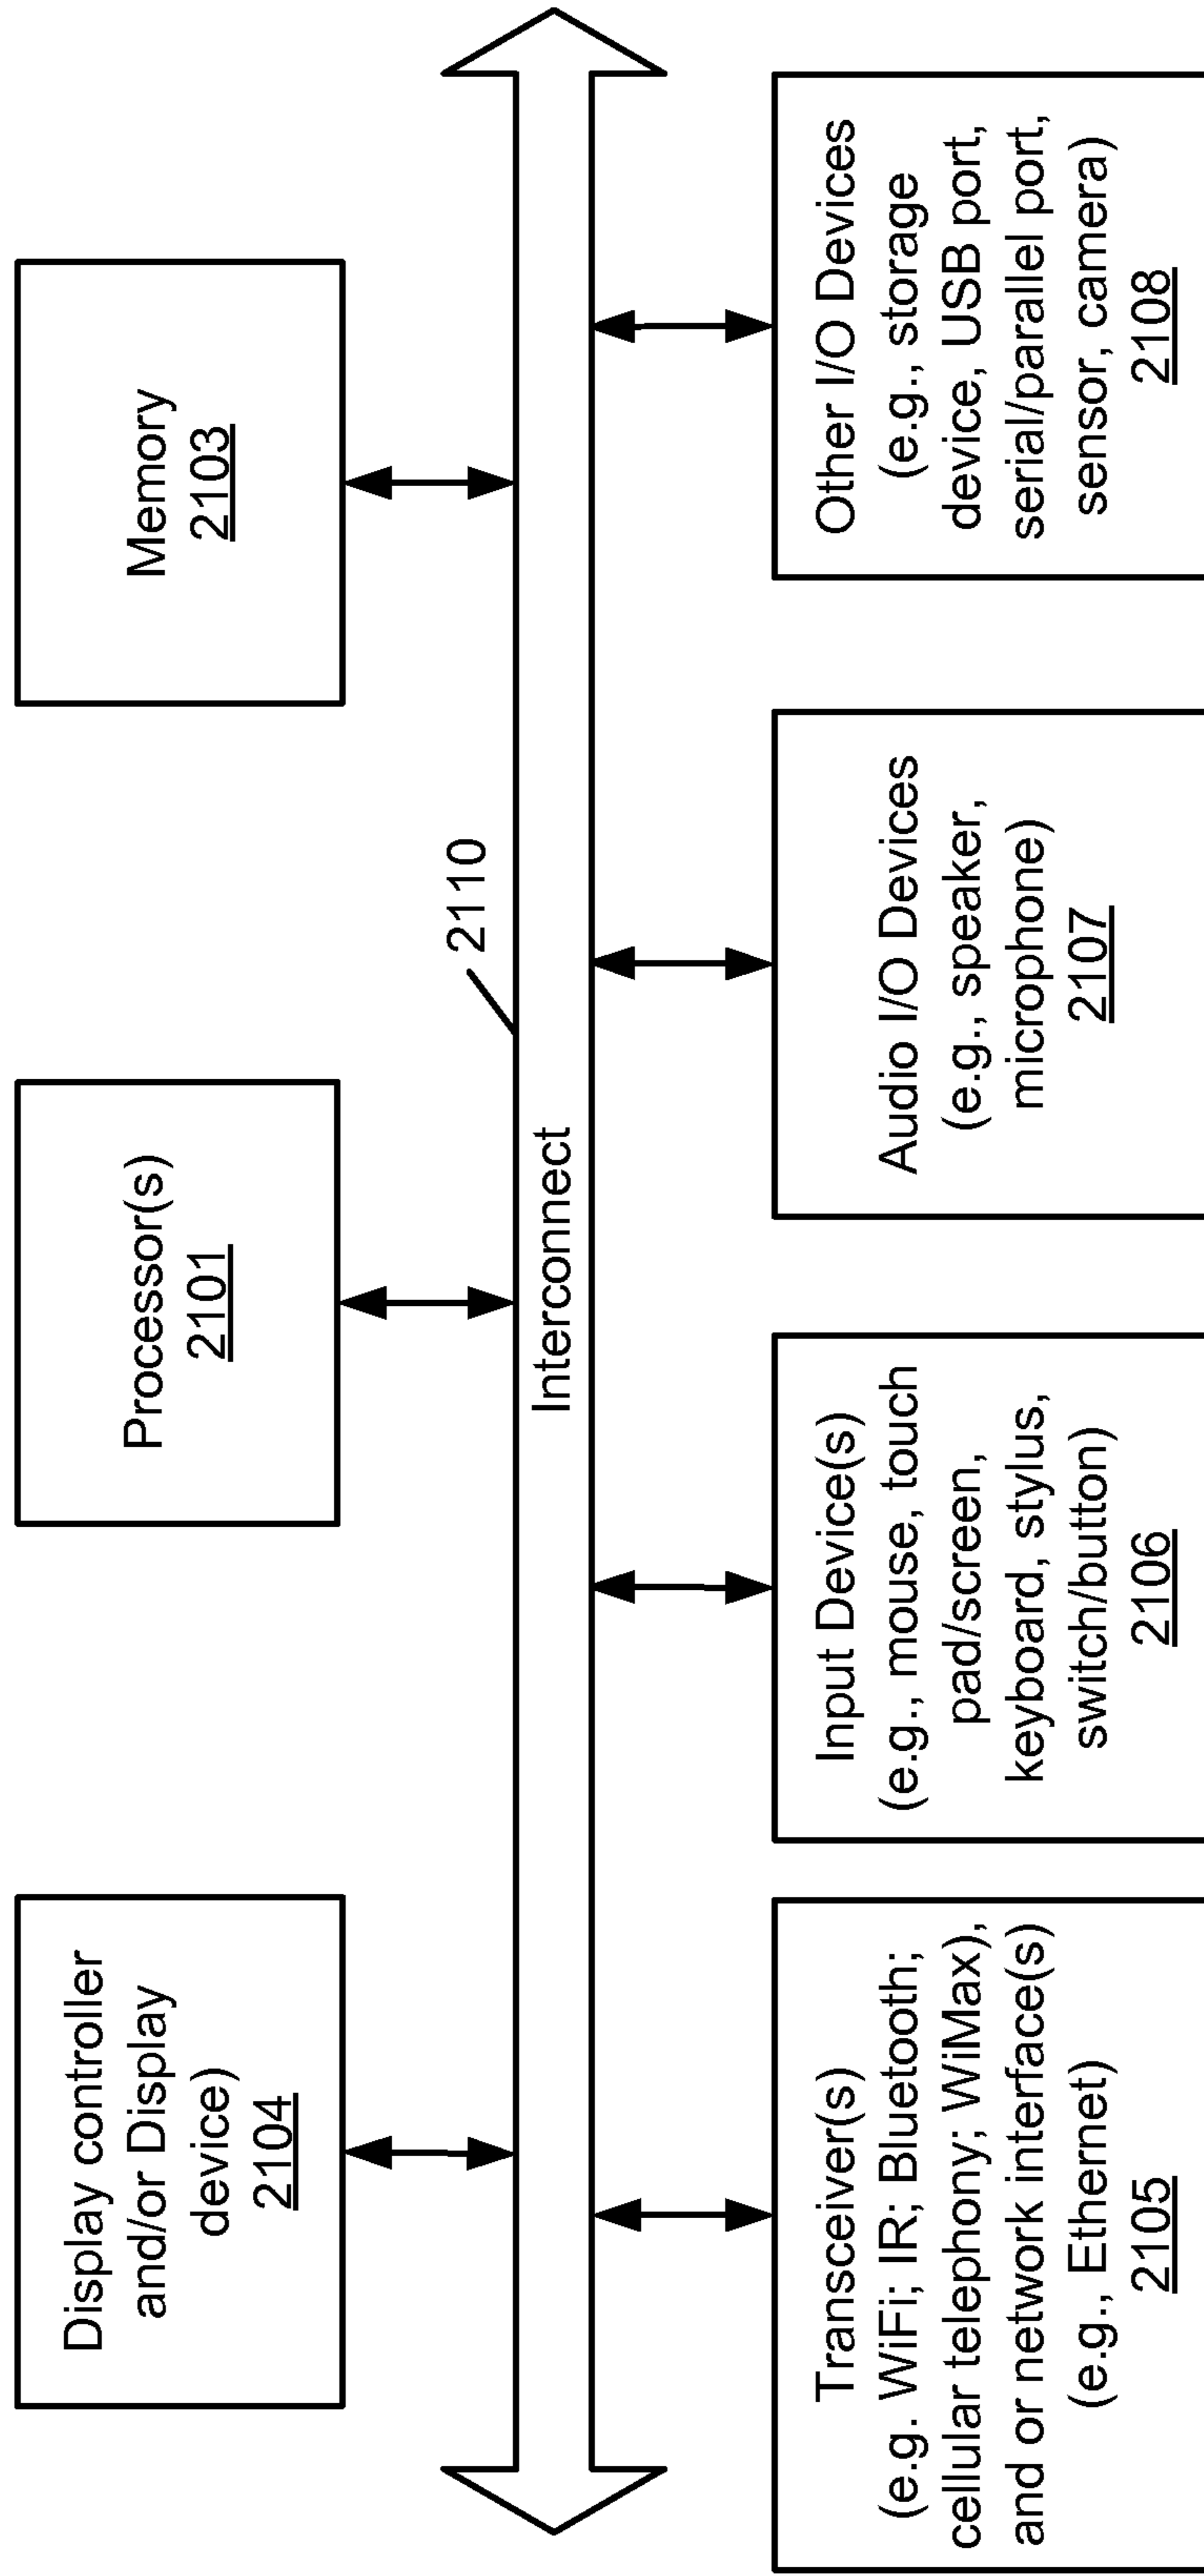 Display controller
and/or Display
device)
2104
Processor(s)
2101
Memory
2103
2110
Interconnect
Transceiver(s)
(e.g. WiFi; IR; Bluetooth;
cellular telephony; WiMax),
and or network interface(s)
(e.g., Ethernet)
2105
Input Device(s)
(e.g., mouse, touch
pad/screen,
keyboard, stylus,
switch/button)
2106
Audio I/O Devices
(e.g., speaker,
microphone)
2107
Other I/O Devices
(e.g., storage
device, USB port,
serial/parallel port,
sensor, camera)
2108